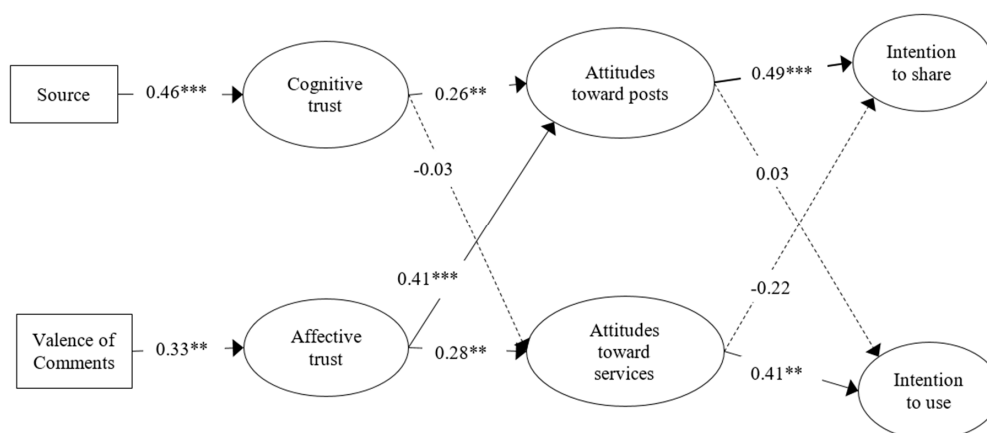 Source
0.46***
Cognitive
trust
0.26**
Attitudes
toward posts
0.49***
Intention
to share
-0.03
0.03
0.41***
-0.22
Valence of
Comments
0.33**
Affective
trust
0.28**
Attitudes
toward
services
0.41**
Intention
to use